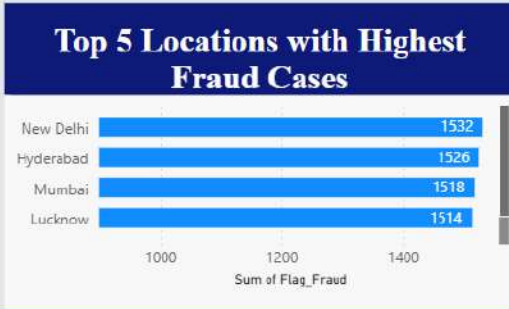 Top 5 Locations with Highest
Fraud Cases
New Delhi 1532
Hyderabad 1526
Mumbai 1518
Lucknow 1514
1000 1200 1400
Sum of Flag_Fraud